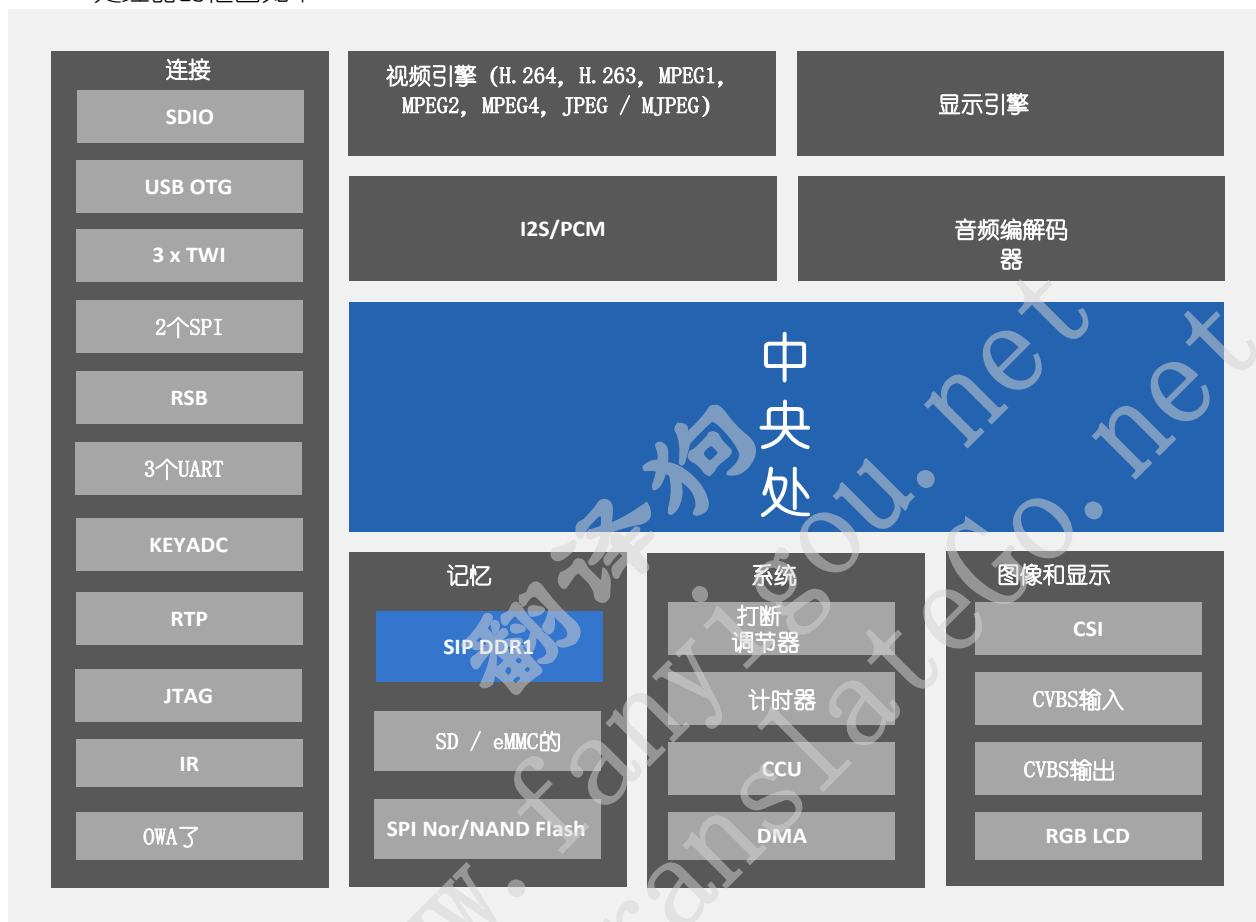 连接
SDIO
USB OTG
3 x TWI
2个SPI
RSB
3个UART
KEYADC
RTP
JTAG
IR
OWA了
视频引擎 (H.264, H.263, MPEG1,
MPEG2, MPEG4, JPEG / MJPEG)
显示引擎
I2S/PCM
音频编解码
器
中
央
处
记忆
SIP DDR1
SD / eMMC的
SPI Nor/NAND Flash
系统
打断
调节器
计时器
CCU
DMA
图像和显示
CSI
CVBS输入
CVBS输出
RGB LCD
翻译狗
www.fanyigou.net
translateGo.net